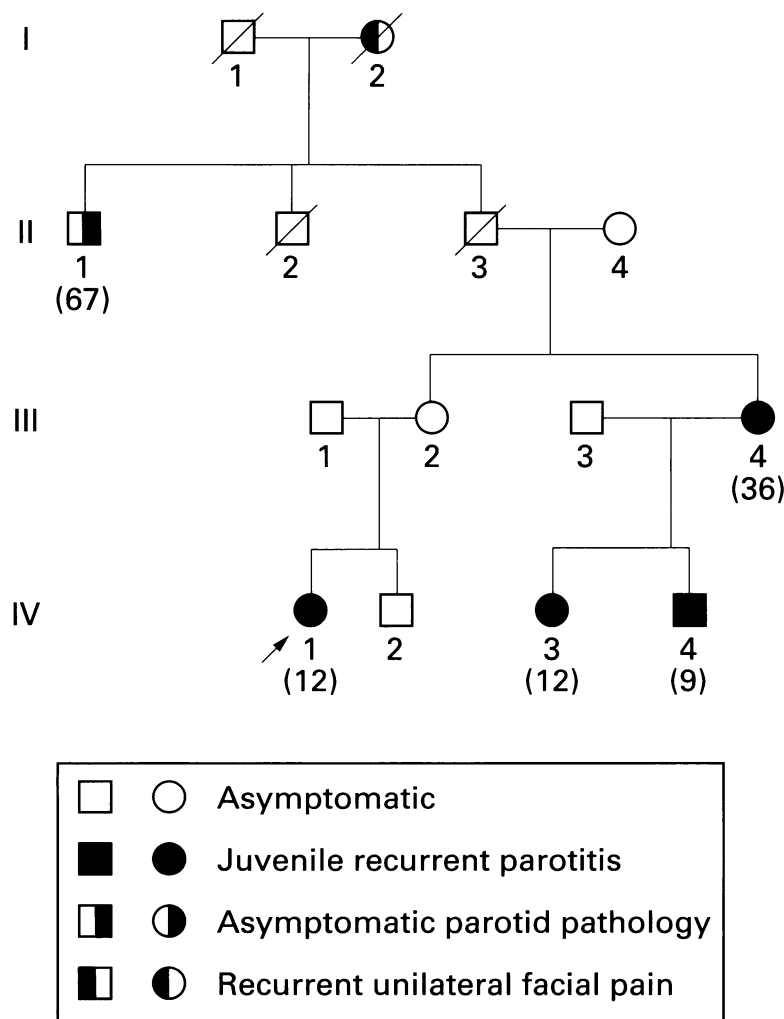 I
1 2
II
1 2 3 4
(67)
III
1 2 3 4
(36)
IV
1 2 3 4
(12) (12) (9)
Asymptomatic
Juvenile recurrent parotitis
Asymptomatic parotid pathology
Recurrent unilateral facial pain